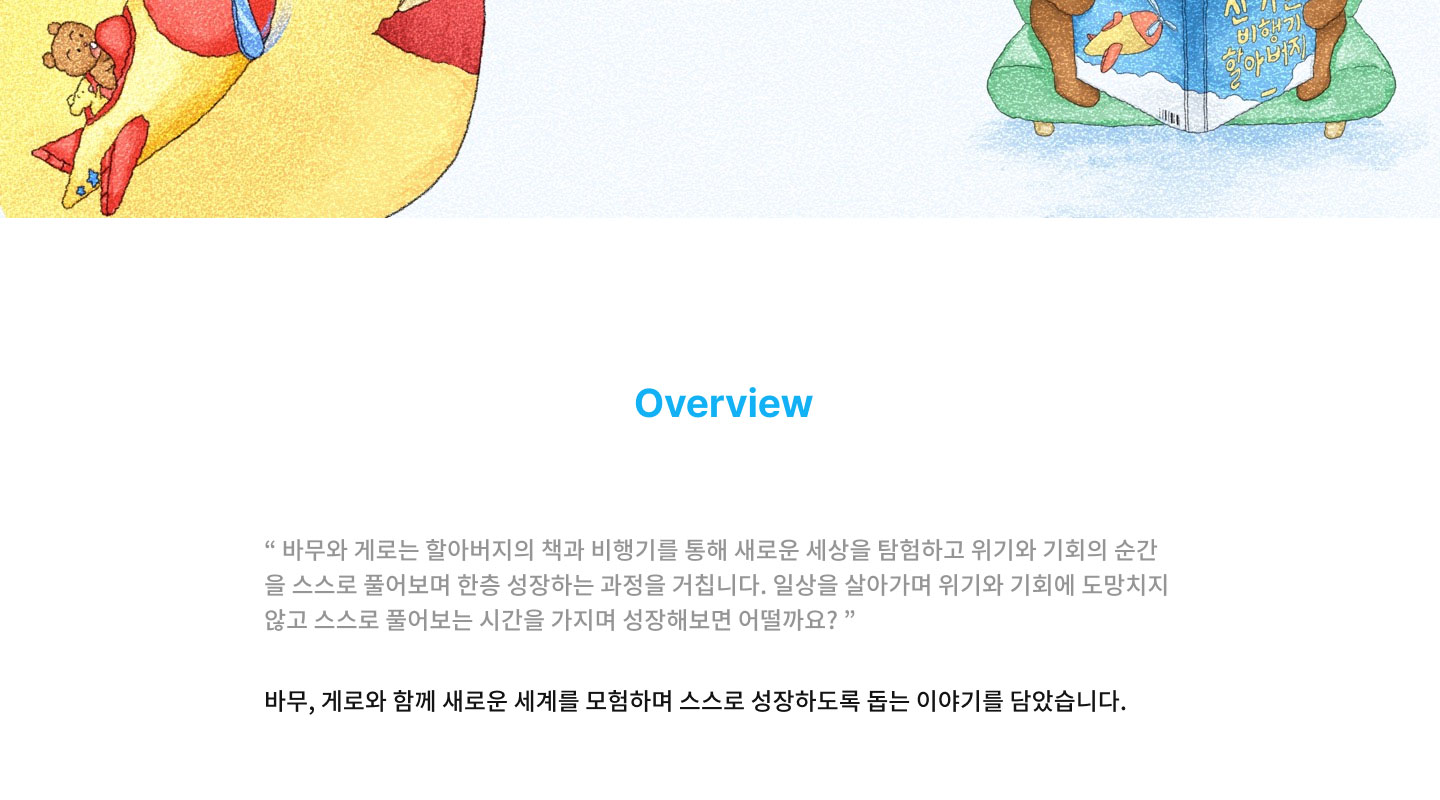 비행기
할아버지
Overview
“ 바무와 게로는 할아버지의 책과 비행기를 통해 새로운 세상을 탐험하고 위기와 기회의 순간
을 스스로 풀어보며 한층 성장하는 과정을 거칩니다. 일상을 살아가며 위기와 기회에 도망치지
않고 스스로 풀어보는 시간을 가지며 성장해보면 어떨까요? ”
바무, 게로와 함께 새로운 세계를 모험하며 스스로 성장하도록 돕는 이야기를 담았습니다.